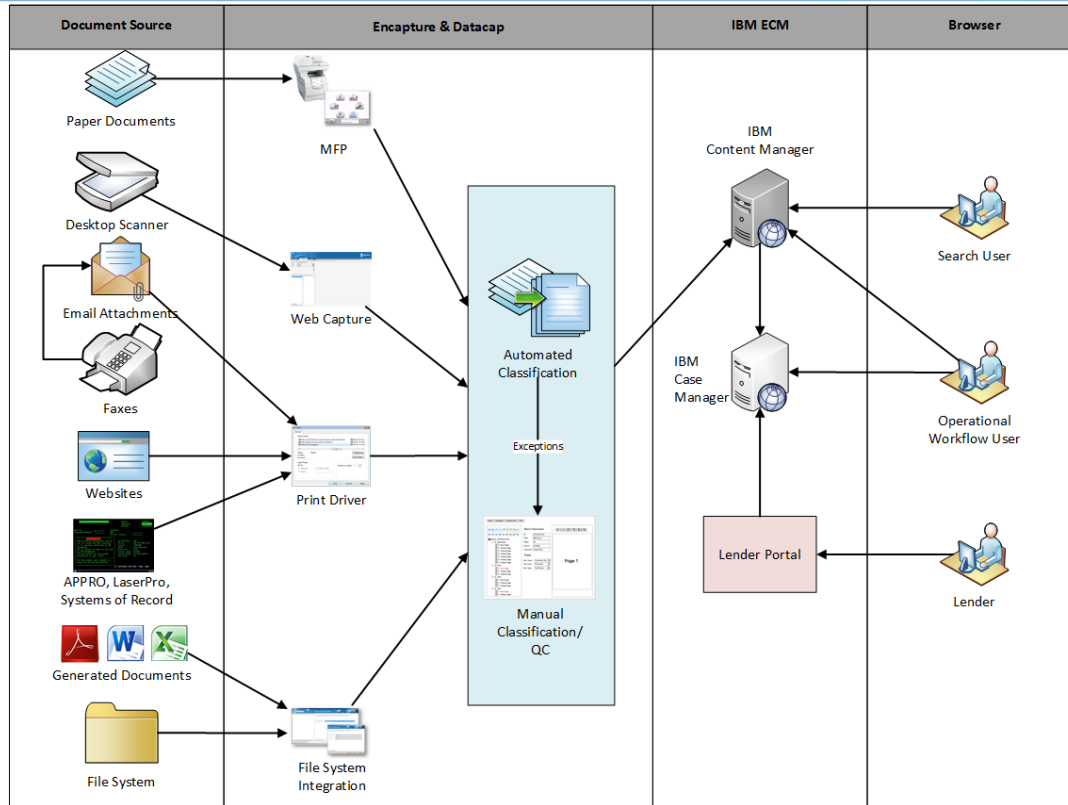 Document Source
Encapture & Datacap
IBM ECM
Browser
Paper Documents
Desktop Scanner
Email Attachments
Faxes
Websites
APPRO, LaserPro,
Systems of Record
Generated Documents
File System
MFP
Web Capture
Print Driver
File System
Integration
Automated
Classification
Exceptions
Page 1
Manual
Classification/
QC
IBM
Content Manager
IBM
Case
Manager
Lender Portal
Search User
Operational
Workflow User
Lender